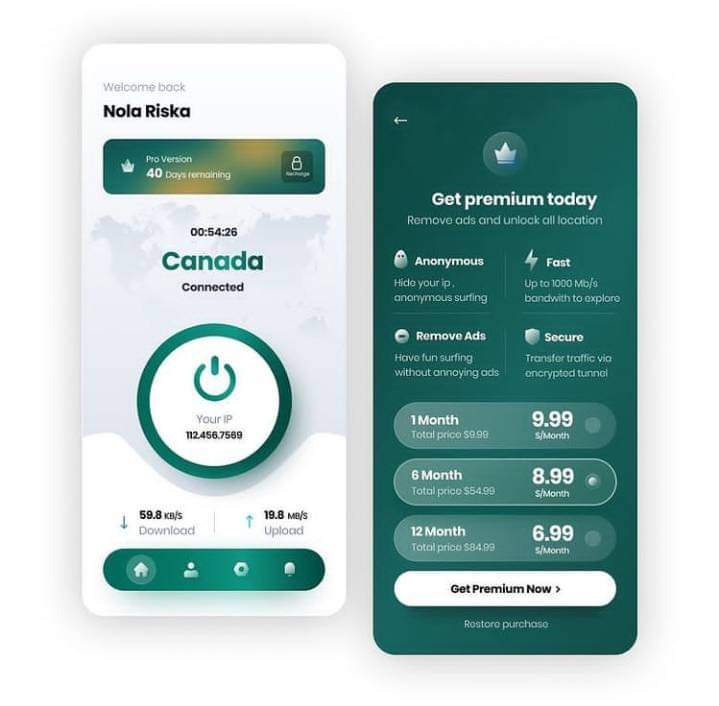 Welcome back
Nola Riska
Pro Version
40 Days remaining
Recharge
00:54:26
Canada
Connected
Your IP
112.456.7569
59.8 KB/S
Download
19.8 MB/S
Upload
←
Get premium today
Remove ads and unlock all location
Anonymous
Hide your ip ,
anonymous surfing
Fast
Up to 1000 Mb/s
bandwith to explore
Remove Ads
Have fun surfing
without annoying ads
Secure
Transfer traffic via
encrypted tunnel
1 Month
Total price $9.99
9.99
$/Month
6 Month
Total price $54.99
8.99
$/Month
12 Month
Total price $84.99
6.99
$/Month
Get Premium Now >
Restore purchase